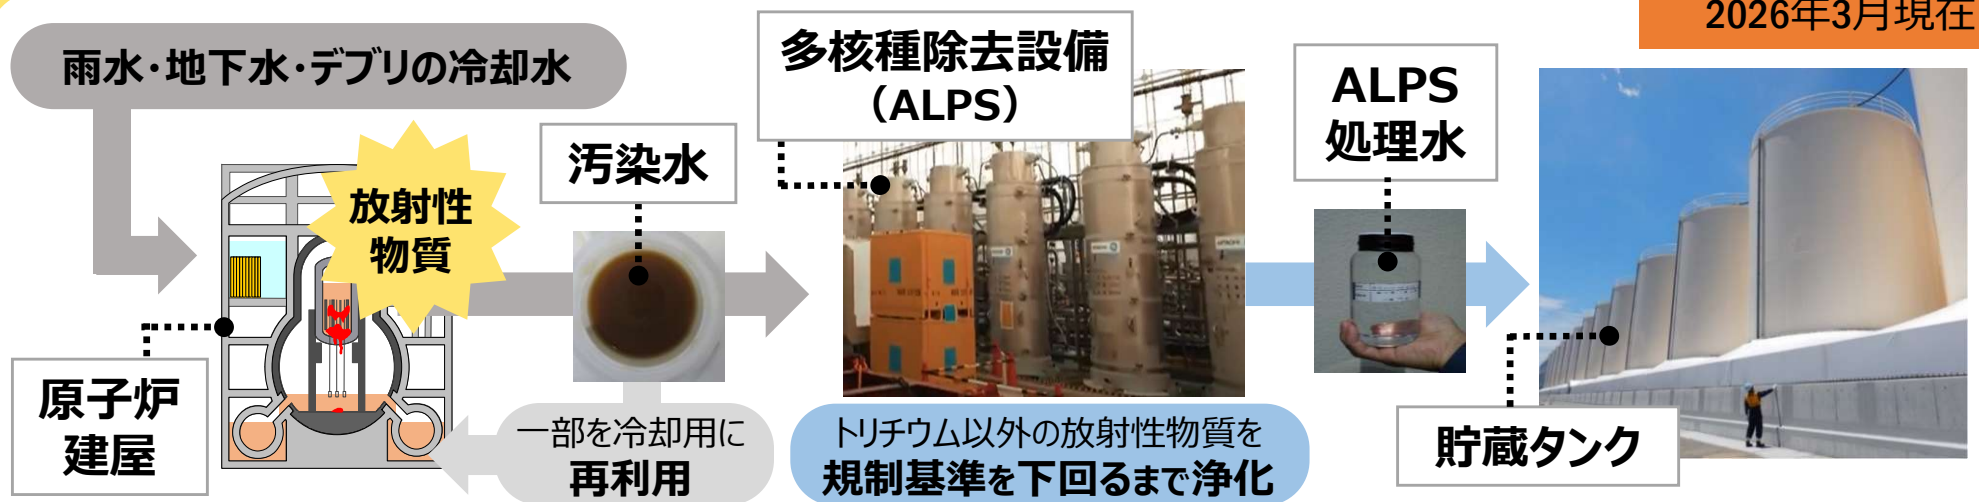 2026年3月現在
雨水・地下水・デブリの冷却水
放射性
物質
原子炉
建屋
汚染水
一部を冷却用に
再利用
多核種除去設備
（ALPS）
トリチウム以外の放射性物質を
規制基準を下回るまで浄化
ALPS
処理水
貯蔵タンク